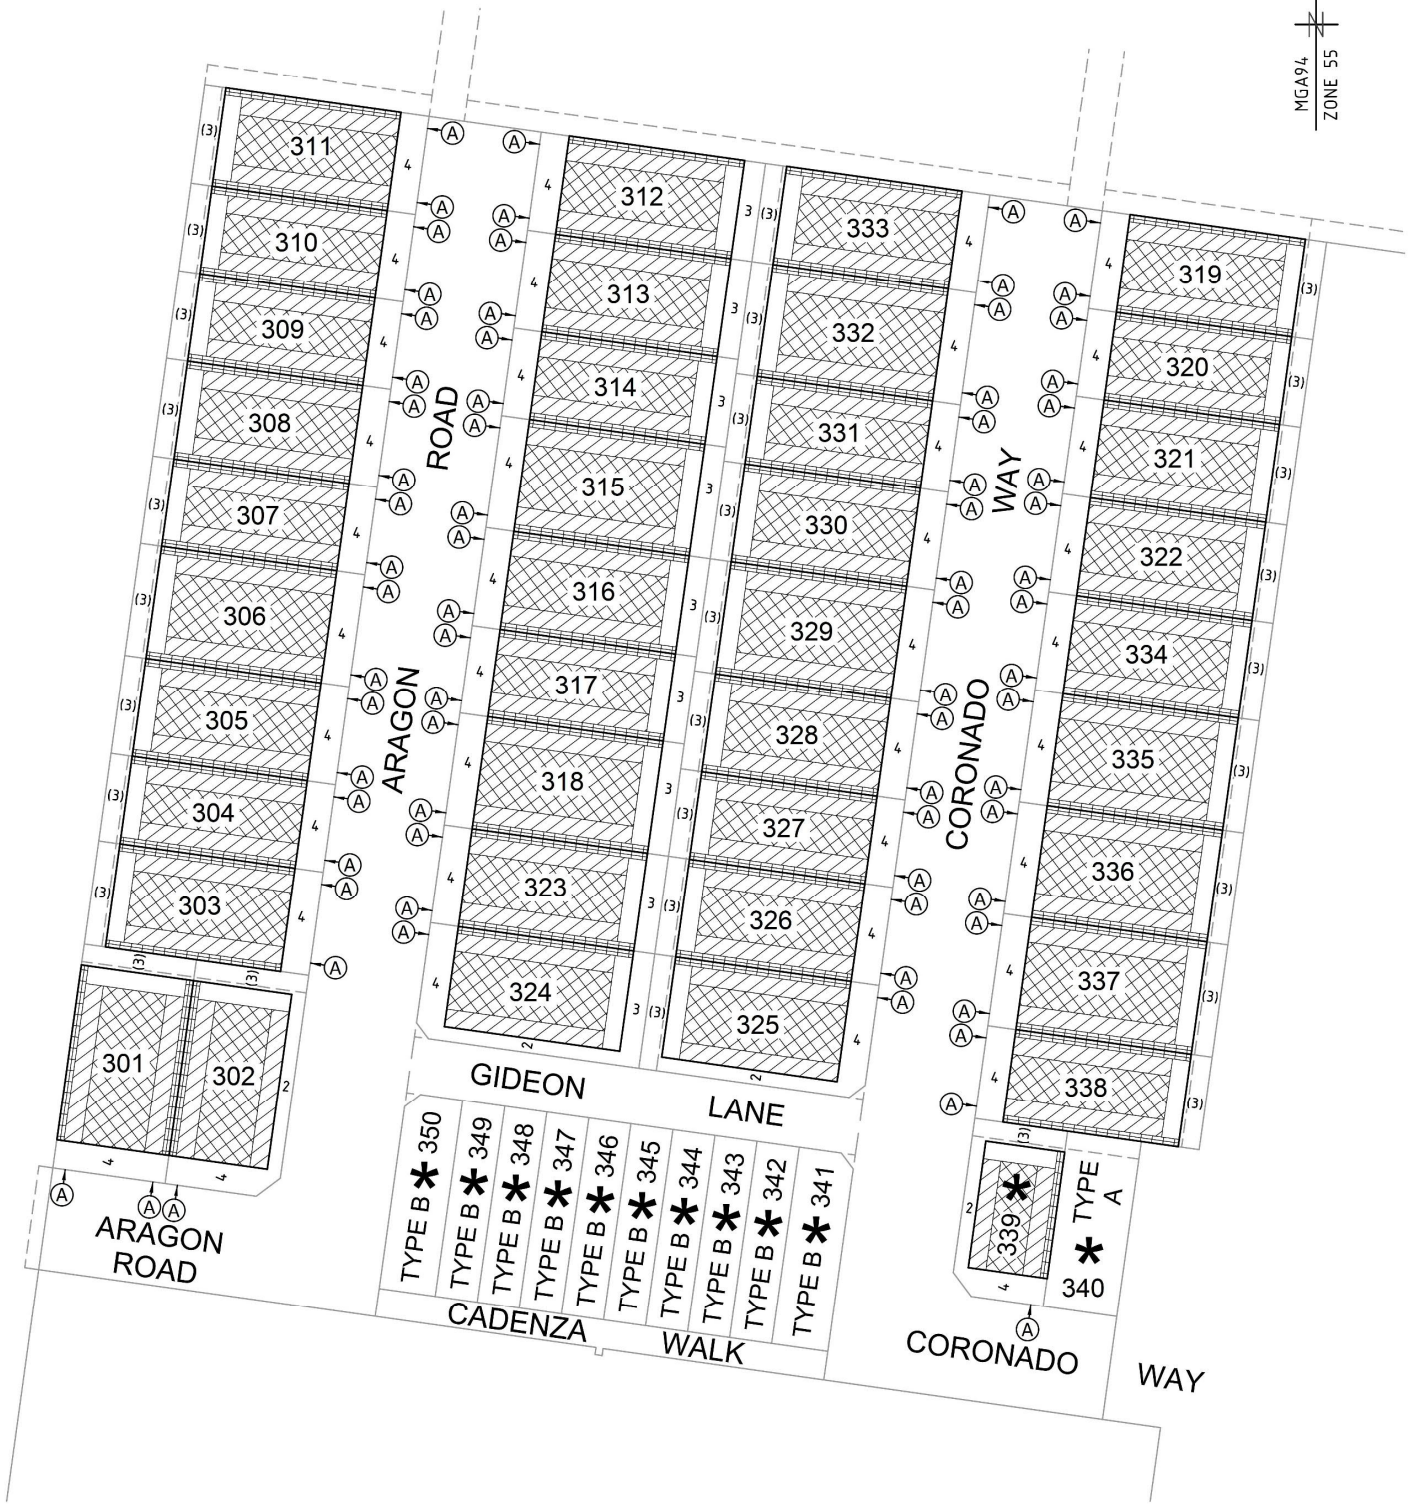 MGA94
ZONE 55
311
310
309
308
307
306
305
304
303
301
302
312
313
314
315
316
317
318
323
324
333
332
331
330
329
328
327
326
325
319
320
321
322
334
335
336
337
338
ARAGON ROAD
CORONADO WAY
GIDEON LANE
TYPE B * 350
TYPE B * 349
TYPE B * 348
TYPE B * 347
TYPE B * 346
TYPE B * 345
TYPE B * 344
TYPE B * 343
TYPE B * 342
TYPE B * 341
339 *
TYPE
A
*
340
CADENZA WALK
ARAGON
ROAD
CORONADO WAY
(3)
4
3
2
A